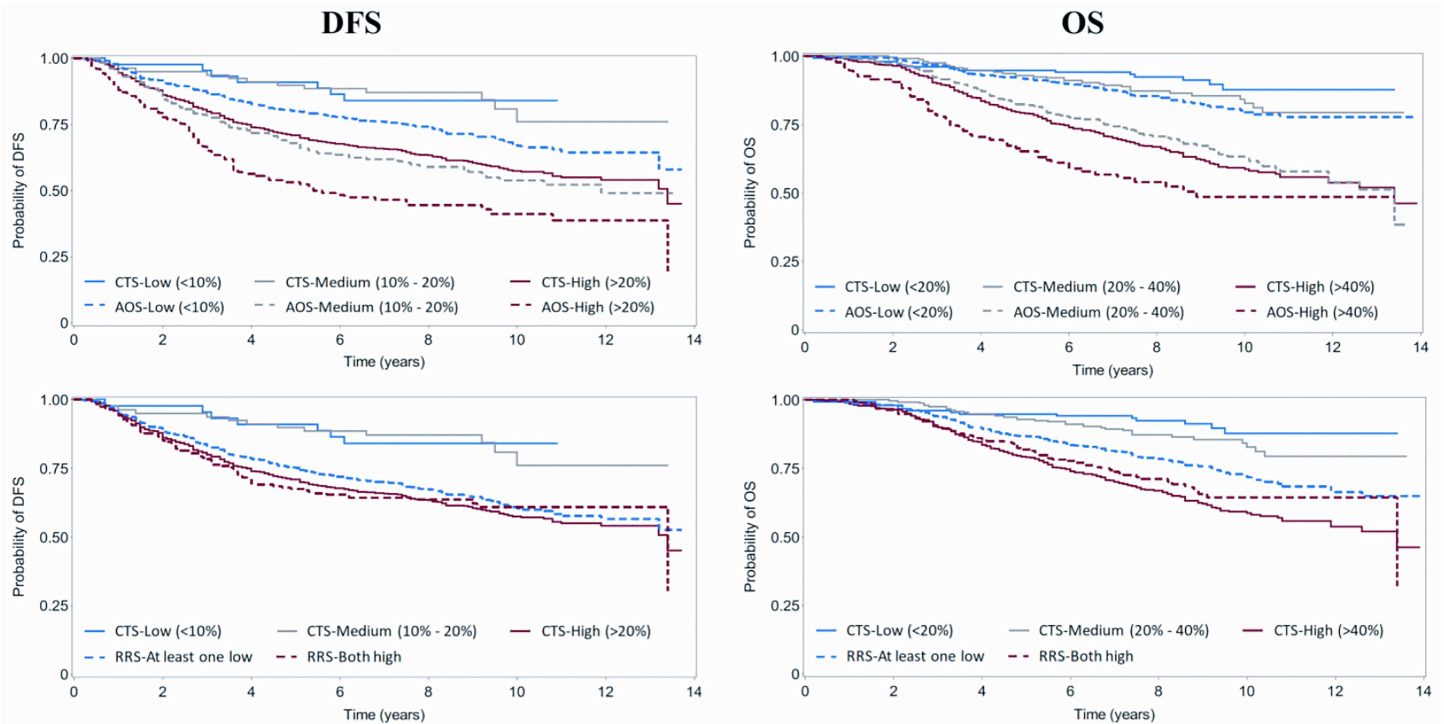 DFS
OS
Probability of DFS
1.00
0.75
0.50
0.25
0
CTS-Low (<10%) CTS-Medium (10% - 20%) CTS-High (>20%)
AOS-Low (<10%) AOS-Medium (10% - 20%) AOS-High (>20%)
0 2 4 6 8 10 12 14
Time (years)
Probability of OS
1.00
0.75
0.50
0.25
0
CTS-Low (<20%) CTS-Medium (20% - 40%) CTS-High (>40%)
AOS-Low (<20%) AOS-Medium (20% - 40%) AOS-High (>40%)
0 2 4 6 8 10 12 14
Time (years)
Probability of DFS
1.00
0.75
0.50
0.25
0
CTS-Low (<10%) CTS-Medium (10% - 20%) CTS-High (>20%)
RRS-At least one low RRS-Both high
0 2 4 6 8 10 12 14
Time (years)
Probability of OS
1.00
0.75
0.50
0.25
0
CTS-Low (<20%) CTS-Medium (20% - 40%) CTS-High (>40%)
RRS-At least one low RRS-Both high
0 2 4 6 8 10 12 14
Time (years)